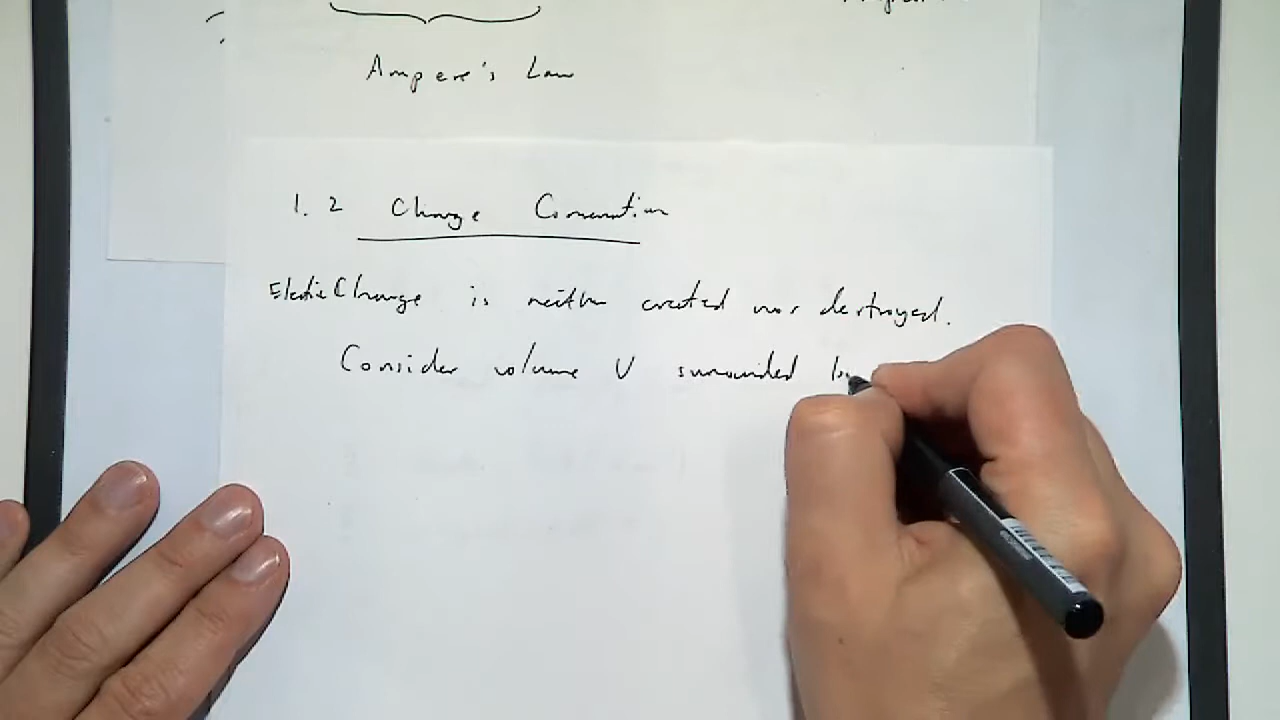 Ampere's Law
1.2 Charge Conservation
Electric Charge is neither created nor destroyed.
Consider volume V surrounded by